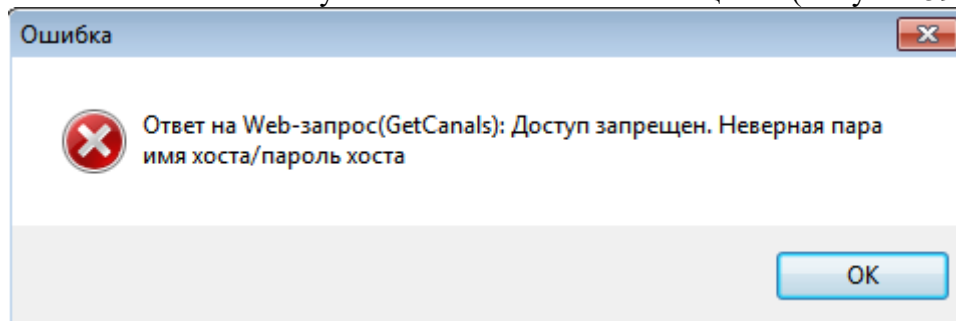 Ошибка
Ответ на Web-запрос(GetCanals): Доступ запрещен. Неверная пара
имя хоста/пароль хоста
OK